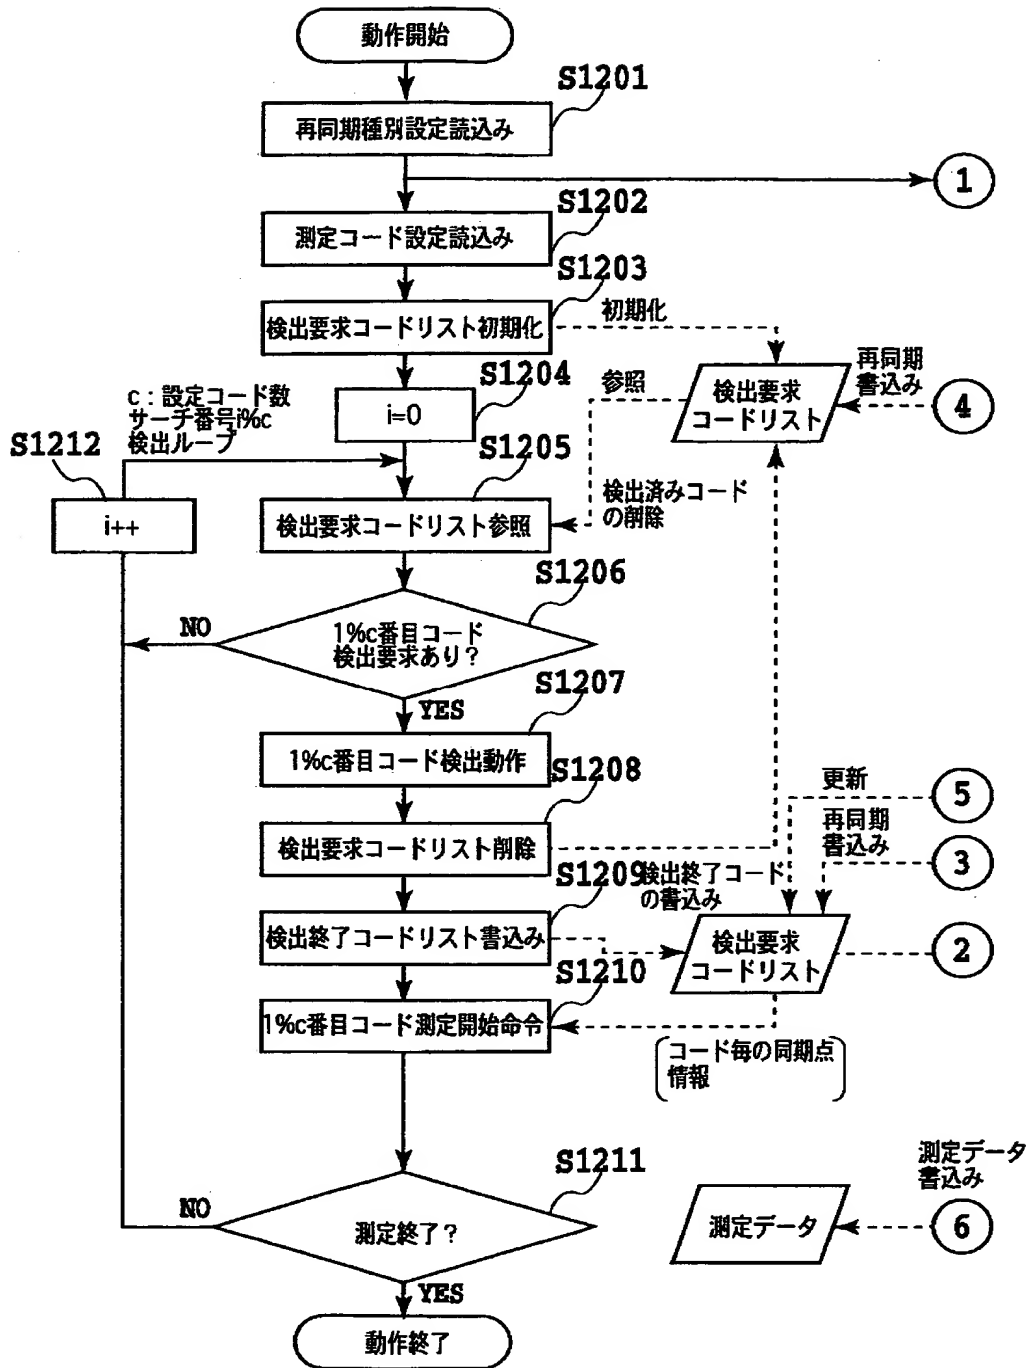 動作開始
S1201
再同期種別設定読込み
1
S1202
測定コード設定読込み
S1203
検出要求コードリスト初期化
初期化
S1204
i=0
参照
検出要求
コードリスト
再同期
書込み
4
c：設定コード数
サーチ番号i%c
検出ループ
S1212
i++
S1205
検出要求コードリスト参照
検出済みコード
の削除
S1206
1%c番目コード
検出要求あり？
NO
YES
S1207
1%c番目コード検出動作
S1208
検出要求コードリスト削除
更新
5
再同期
書込み
3
S1209
検出終了コードリスト書込み
検出終了コード
の書込み
検出要求
コードリスト
2
S1210
1%c番目コード測定開始命令
コード毎の同期点
情報
S1211
測定終了？
NO
YES
測定データ
測定データ
書込み
6
動作終了